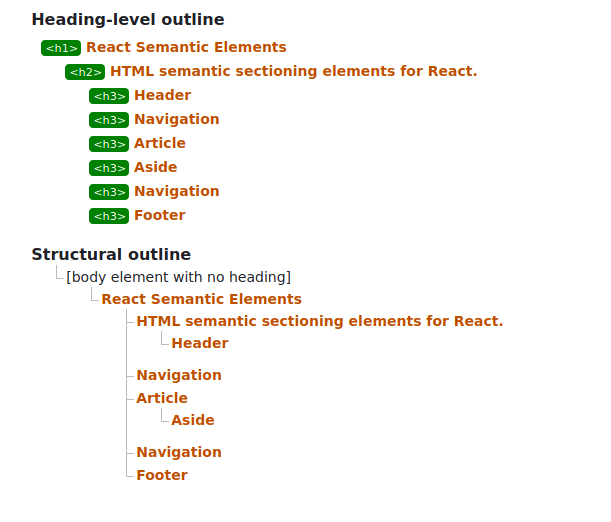 Heading-level outline
<h1> React Semantic Elements
<h2> HTML semantic sectioning elements for React.
<h3> Header
<h3> Navigation
<h3> Article
<h3> Aside
<h3> Navigation
<h3> Footer
Structural outline
[body element with no heading]
React Semantic Elements
HTML semantic sectioning elements for React.
Header
Navigation
Article
Aside
Navigation
Footer